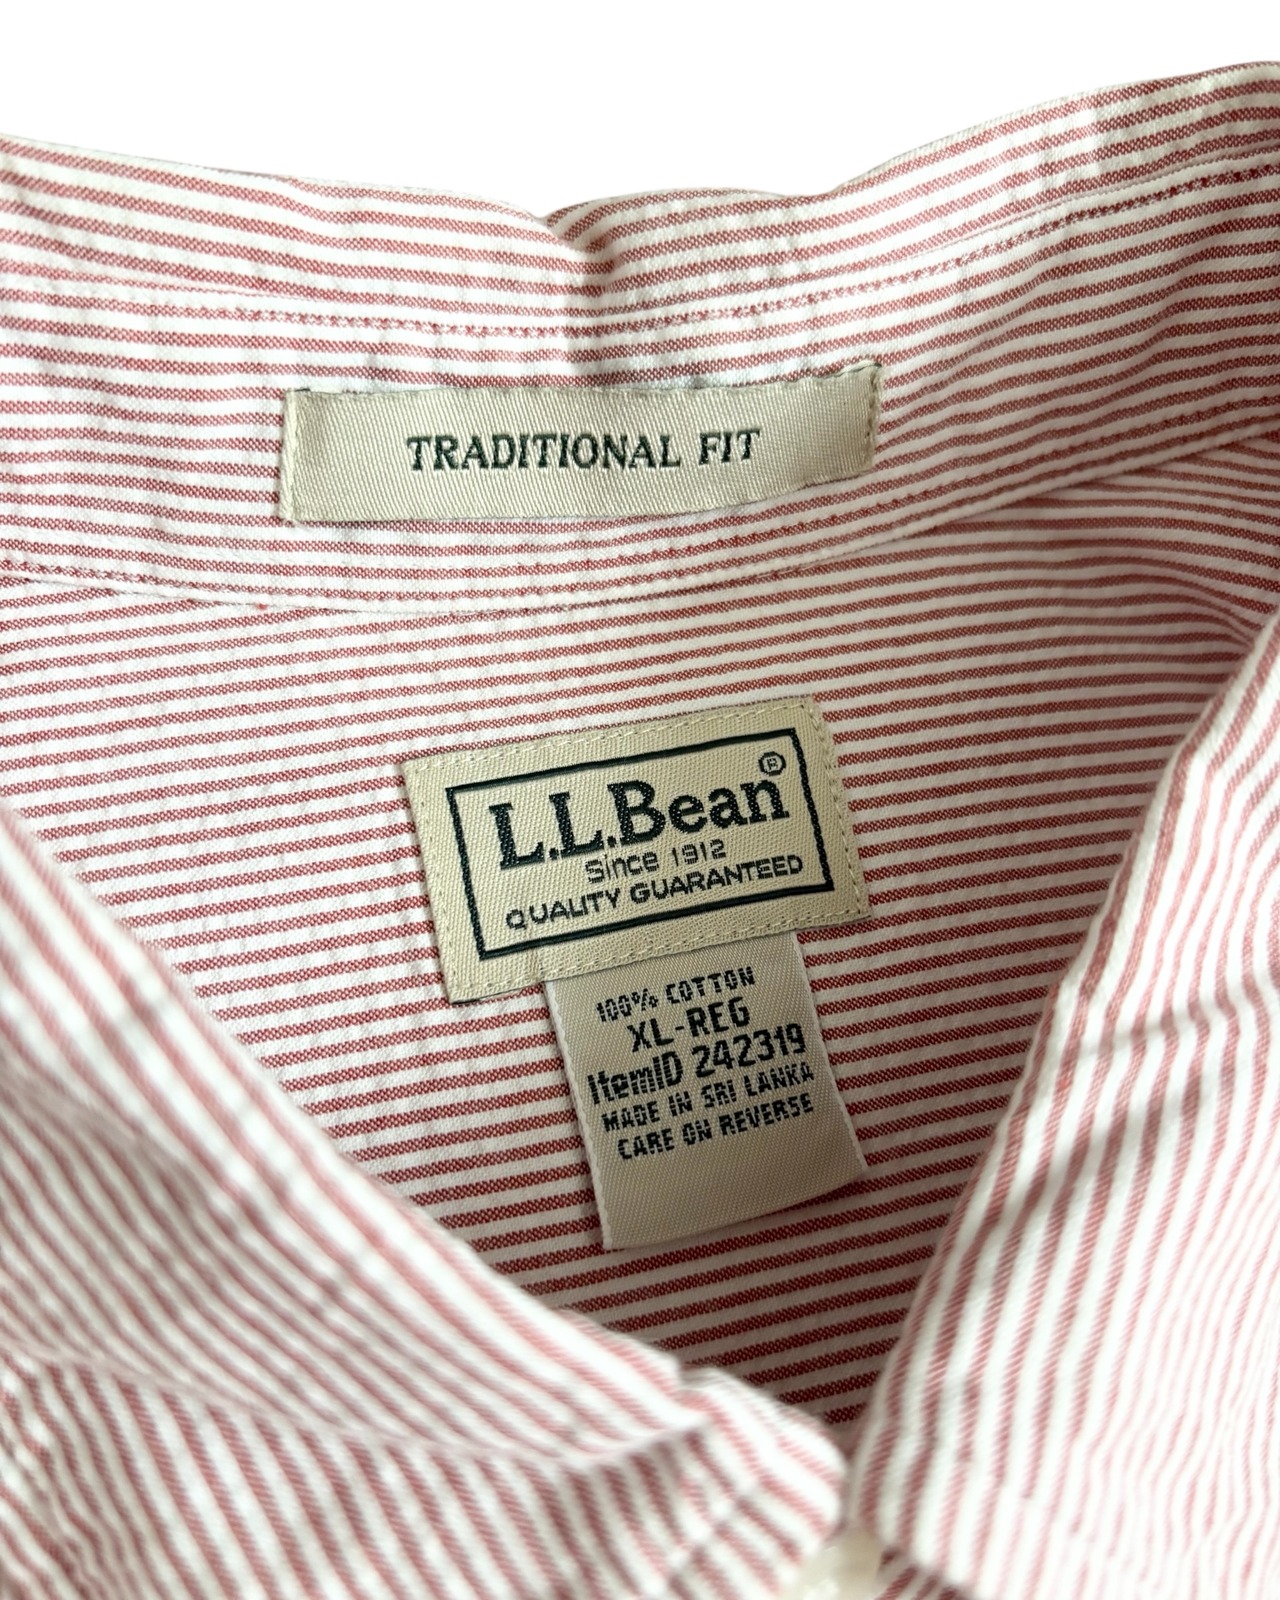 TRADITIONAL FIT
L.L.Bean®
Since 1912
QUALITY GUARANTEED
100% COTTON
XL-REG
ItemID 242319
MADE IN SRI LANKA
CARE ON REVERSE